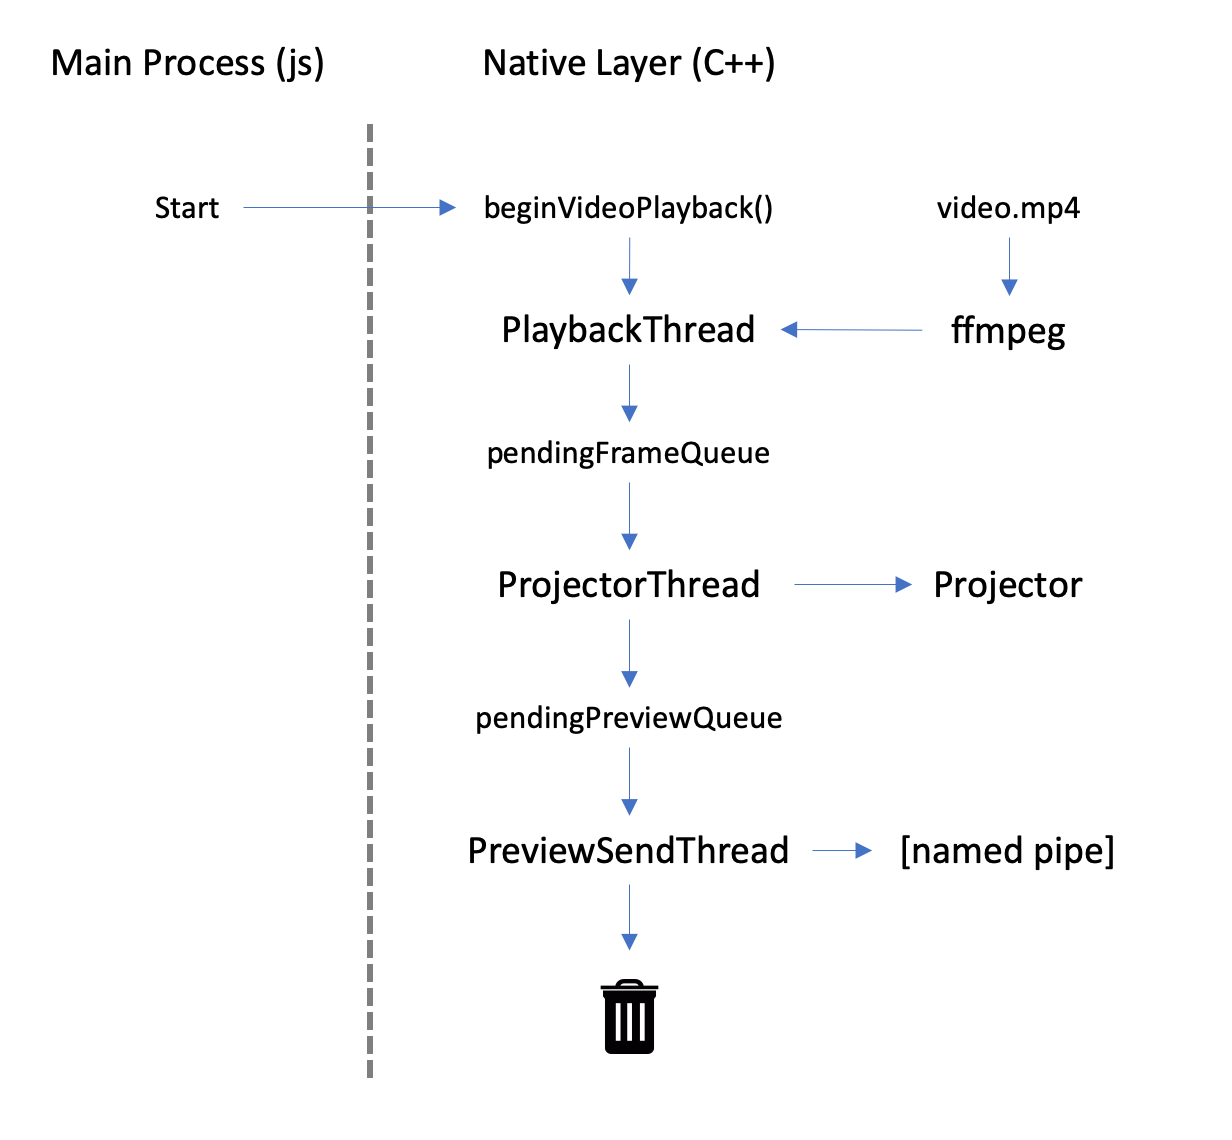 Main Process (js)
Native Layer (C++)
Start
beginVideoPlayback()
video.mp4
PlaybackThread
ffmpeg
pendingFrameQueue
ProjectorThread
Projector
pendingPreviewQueue
PreviewSendThread
[named pipe]